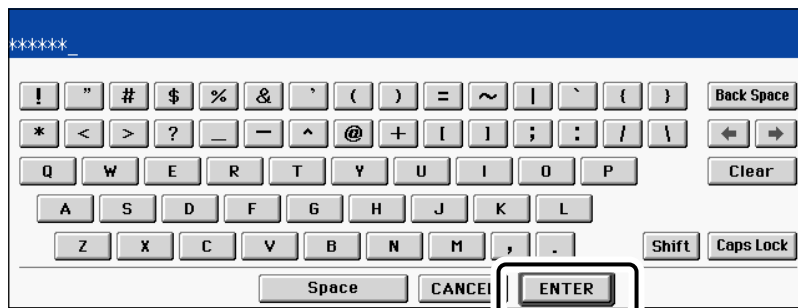 ******_
! " # $ % & ' ( ) = ~ | ` { } Back Space
* < > ? _ - ^ @ + [ ] ; : / \ ← →
Q W E R T Y U I O P Clear
A S D F G H J K L
Z X C V B N M , . Shift Caps Lock
Space CANCEL ENTER